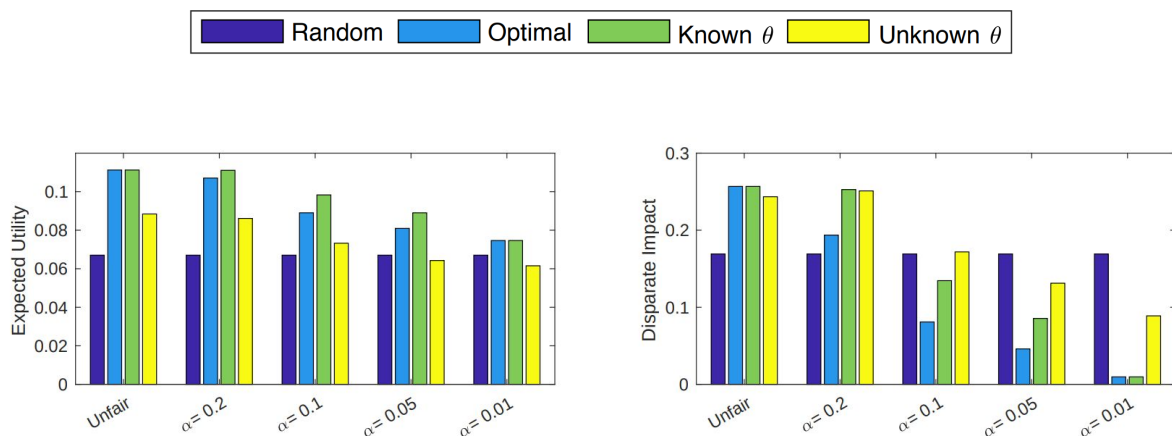 Random Optimal Known θ Unknown θ
Expected Utility
0.1
0.08
0.06
0.04
0.02
0
Unfair α= 0.2 α= 0.1 α= 0.05 α= 0.01
Disparate Impact
0.3
0.2
0.1
0
Unfair α= 0.2 α= 0.1 α= 0.05 α= 0.01